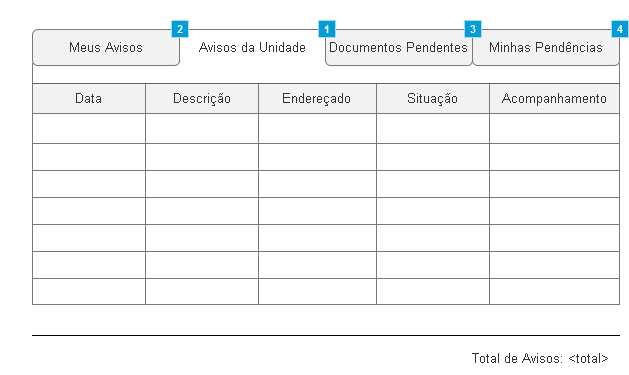 2 1 3 4
Meus Avisos Avisos da Unidade Documentos Pendentes Minhas Pendências
Data Descrição Endereçado Situação Acompanhamento
Total de Avisos: <total>